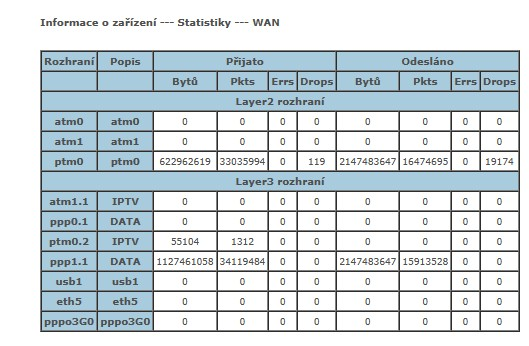 Informace o zařízení --- Statistiky --- WAN
Rozhraní Popis Přijato Odesláno
Bytů Pkts Errs Drops Bytů Pkts Errs Drops
Layer2 rozhraní
atm0 atm0 0 0 0 0 0 0 0 0
atm1 atm1 0 0 0 0 0 0 0 0
ptm0 ptm0 622962619 33035994 0 119 2147483647 16474695 0 19174
Layer3 rozhraní
atm1.1 IPTV 0 0 0 0 0 0 0 0
ppp0.1 DATA 0 0 0 0 0 0 0 0
ptm0.2 IPTV 55104 1312 0 0 0 0 0 0
ppp1.1 DATA 1127461058 34119484 0 0 2147483647 15913528 0 0
usb1 usb1 0 0 0 0 0 0 0 0
eth5 eth5 0 0 0 0 0 0 0 0
pppo3G0 pppo3G0 0 0 0 0 0 0 0 0